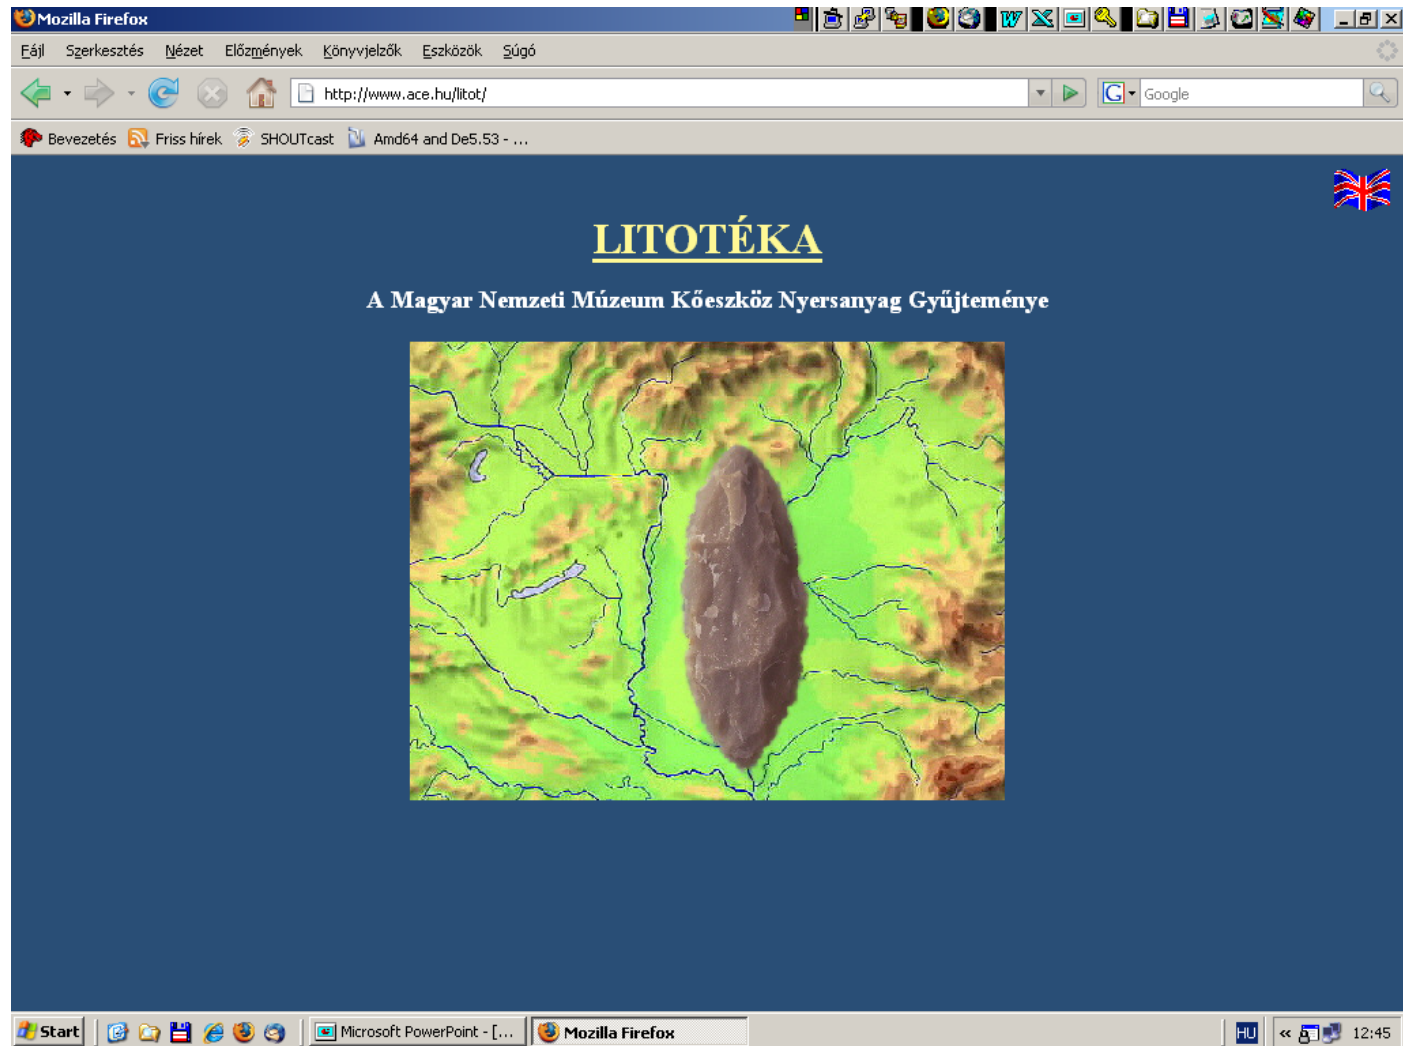 Mozilla Firefox
Fájl Szerkesztés Nézet Előzmények Könyvjelzők Eszközök Súgó
http://www.ace.hu/litot/
G Google
Bevezetés Friss hírek SHOUTcast Amd64 and De5.53 - ...
LITOTÉKA
A Magyar Nemzeti Múzeum Kőeszköz Nyersanyag Gyűjteménye
Start Microsoft PowerPoint - [... Mozilla Firefox HU « 12:45